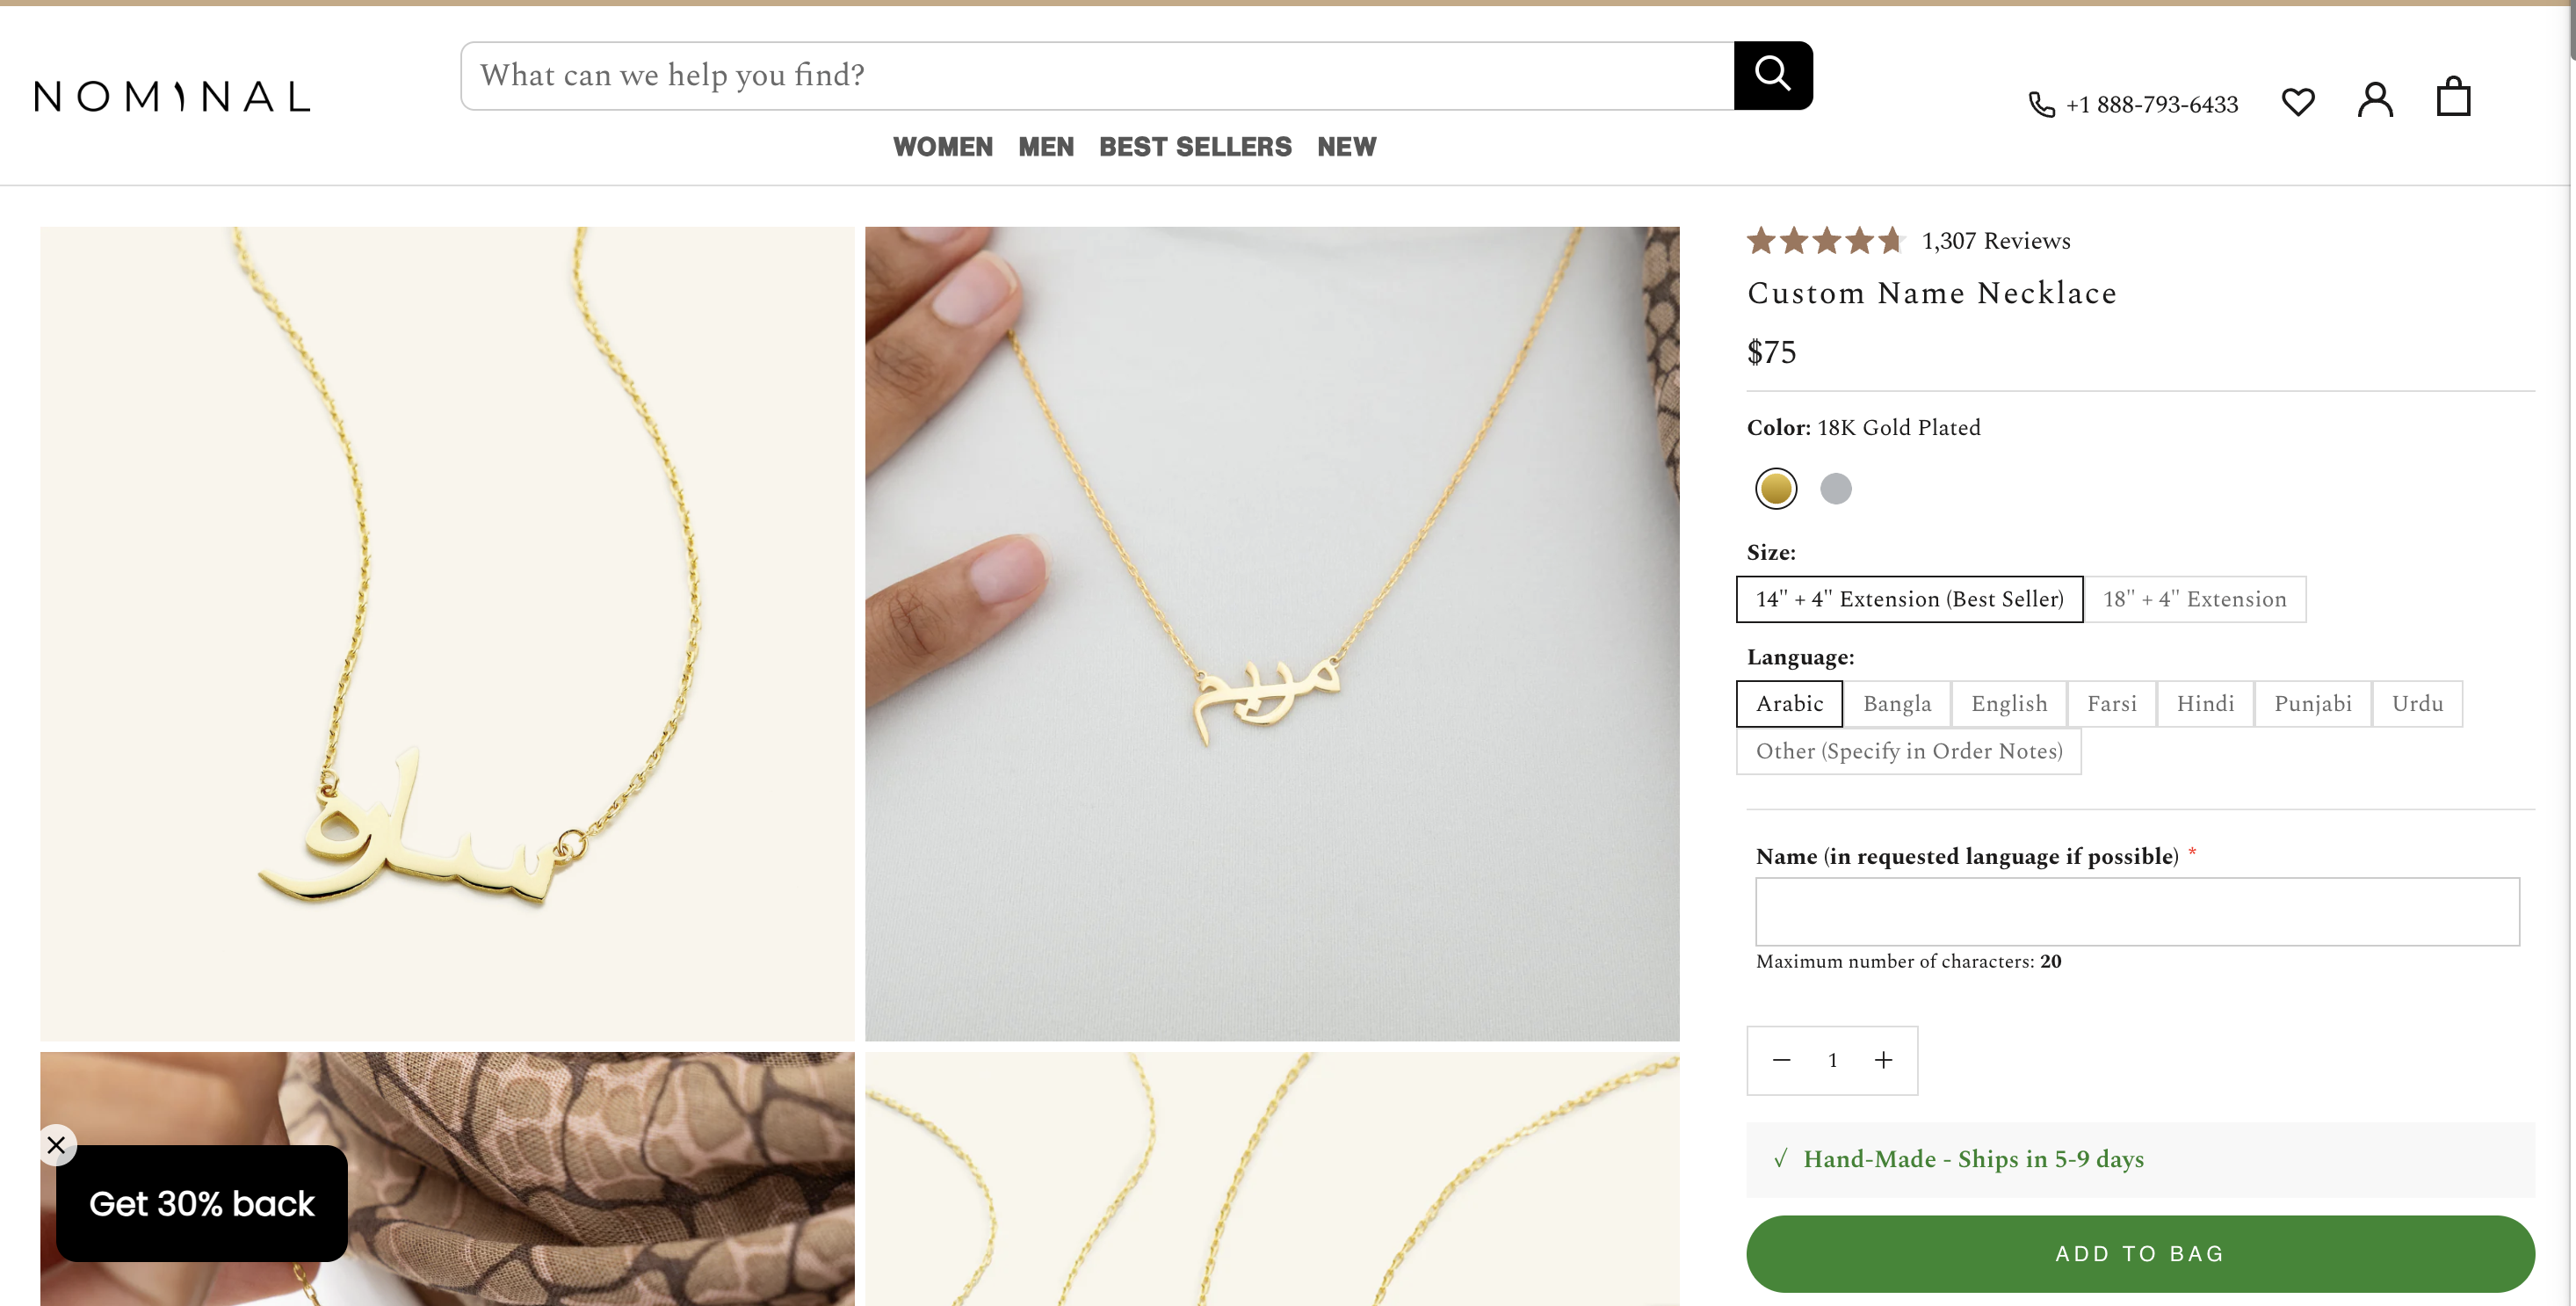 NOMINAL
What can we help you find?
+1 888-793-6433
WOMEN MEN BEST SELLERS NEW
مريم
1,307 Reviews
Custom Name Necklace
$75
Color: 18K Gold Plated
Size:
14" + 4" Extension (Best Seller) 18" + 4" Extension
Language:
Arabic Bangla English Farsi Hindi Punjabi Urdu
Other (Specify in Order Notes)
Name (in requested language if possible) *
Maximum number of characters: 20
− 1 +
✓ Hand-Made - Ships in 5-9 days
ADD TO BAG
Get 30% back